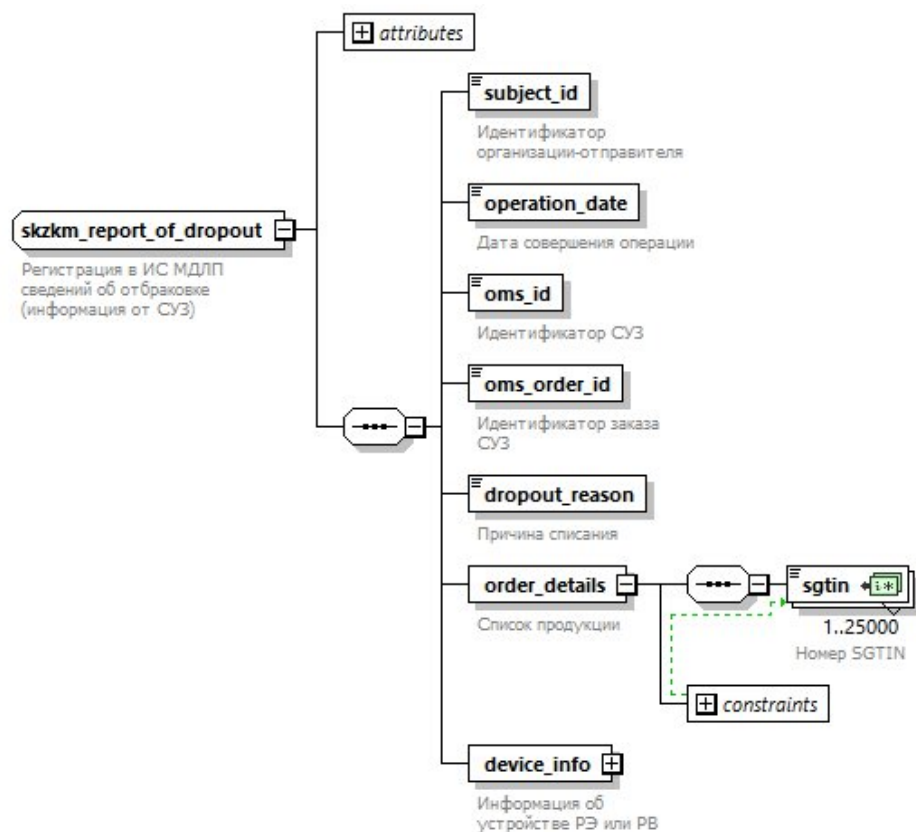 attributes
subject_id
Идентификатор
организации-отправителя
operation_date
Дата совершения операции
skzkm_report_of_dropout
Регистрация в ИС МДЛП
сведений об отбраковке
(информация от СУЗ)
oms_id
Идентификатор СУЗ
oms_order_id
Идентификатор заказа
СУЗ
dropout_reason
Причина списания
order_details
Список продукции
sgtin
1..25000
Номер SGTIN
constraints
device_info
Информация об
устройстве РЭ или РВ